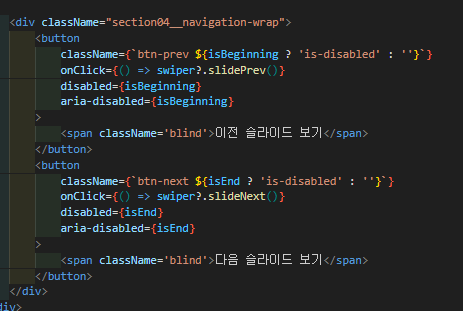 <div className="section04__navigation-wrap">
<button
className={`btn-prev ${isBeginning ? 'is-disabled' : ''}`}
onClick={() => swiper?.slidePrev()}
disabled={isBeginning}
aria-disabled={isBeginning}
>
<span className='blind'>이전 슬라이드 보기</span>
</button>
<button
className={`btn-next ${isEnd ? 'is-disabled' : ''}`}
onClick={() => swiper?.slideNext()}
disabled={isEnd}
aria-disabled={isEnd}
>
<span className='blind'>다음 슬라이드 보기</span>
</button>
</div>
div>